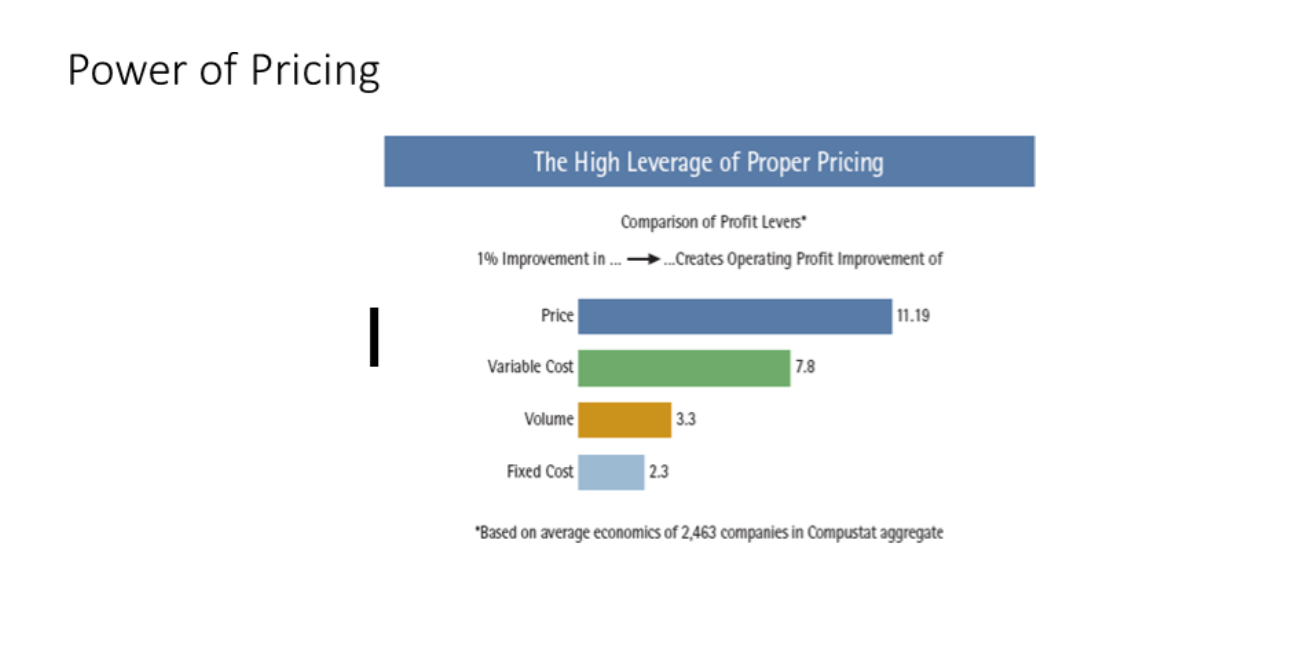 Power of Pricing
The High Leverage of Proper Pricing
Comparison of Profit Levers*
1% Improvement in ... → ...Creates Operating Profit Improvement of
Price 11.19
Variable Cost 7.8
Volume 3.3
Fixed Cost 2.3
*Based on average economics of 2,463 companies in Compustat aggregate